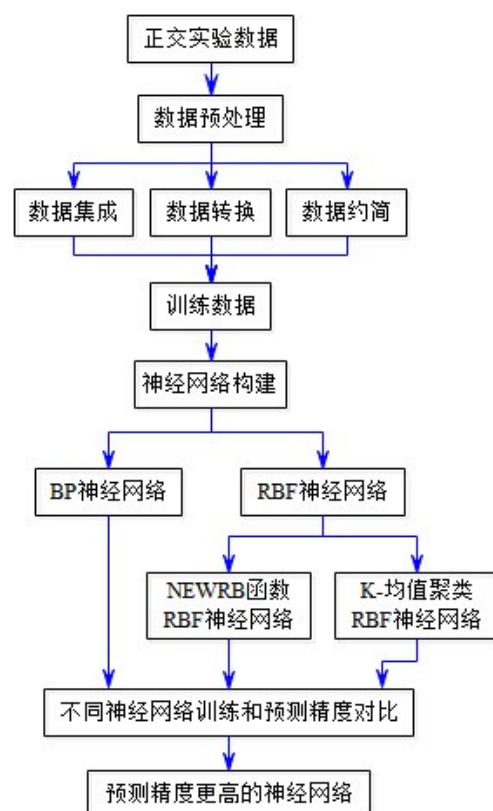 正交实验数据
数据预处理
数据集成
数据转换
数据约简
训练数据
神经网络构建
BP神经网络
RBF神经网络
NEWRB函数
RBF神经网络
K-均值聚类
RBF神经网络
不同神经网络训练和预测精度对比
预测精度更高的神经网络